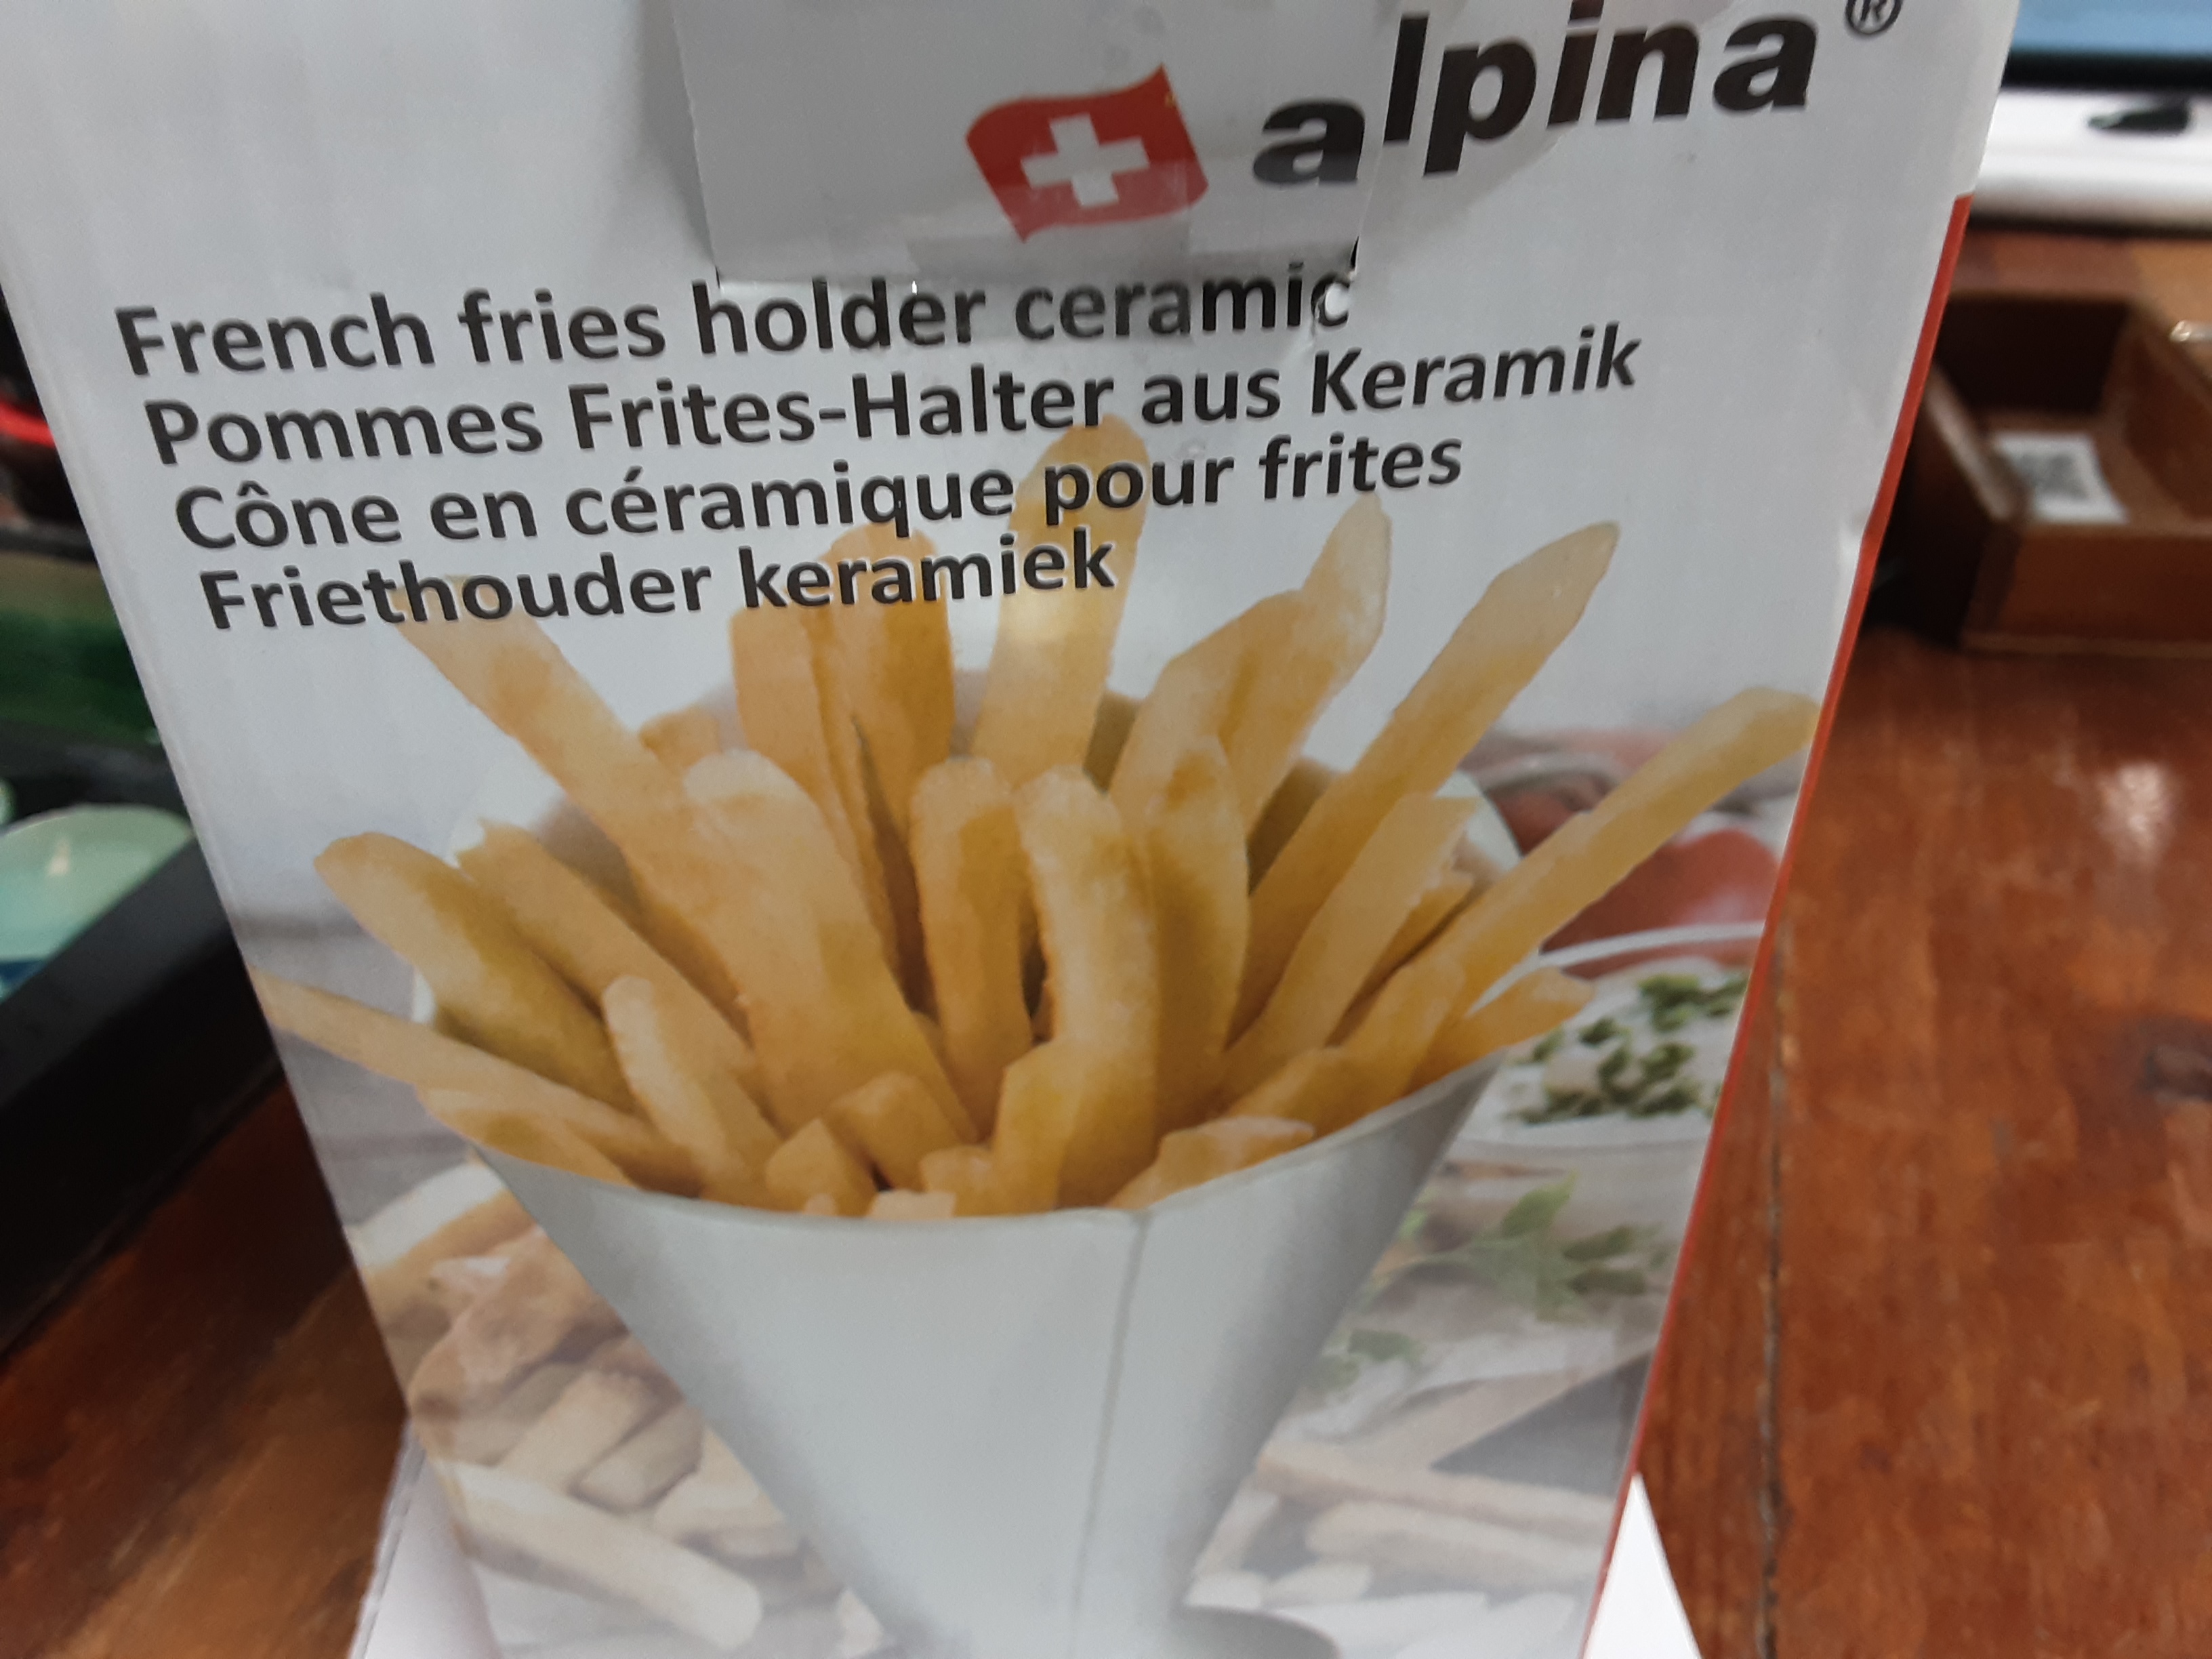 alpina®
French fries holder ceramic
Pommes Frites-Halter aus Keramik
Cône en céramique pour frites
Friethouder keramiek